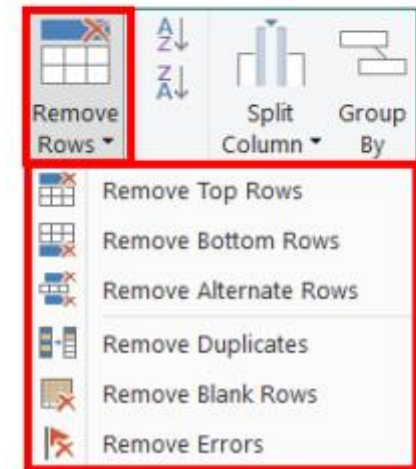 Remove
Rows
A
Z
Z
A
Split
Column
Group
By
Remove Top Rows
Remove Bottom Rows
Remove Alternate Rows
Remove Duplicates
Remove Blank Rows
Remove Errors